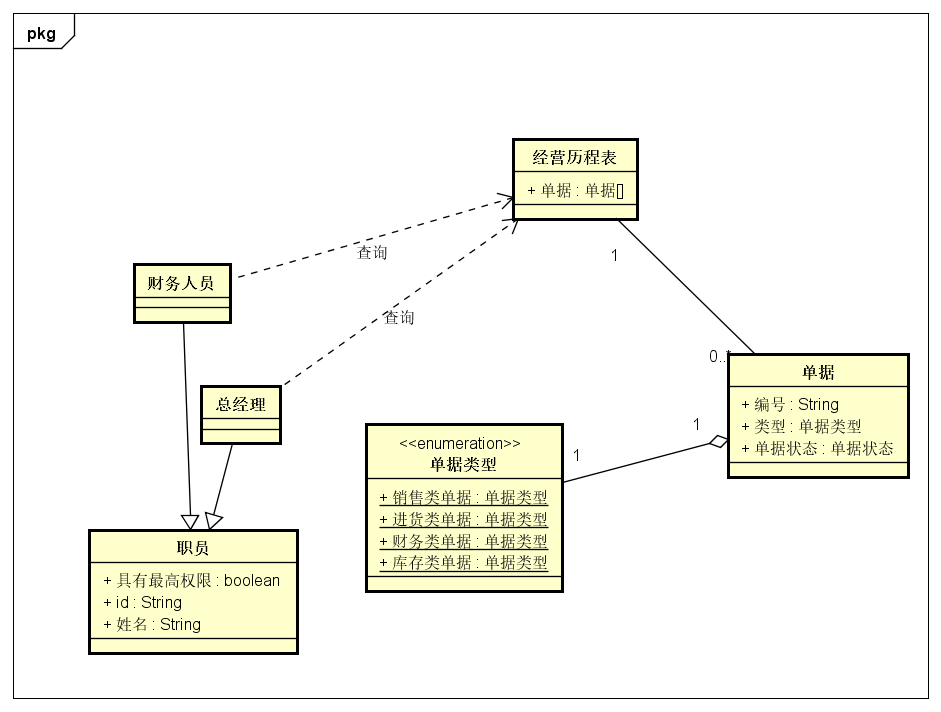 pkg
经营历程表
+ 单据 : 单据[]
查询
1
财务人员
查询
0..*
单据
+ 编号 : String
+ 类型 : 单据类型
+ 单据状态 : 单据状态
总经理
1
1
<<enumeration>>
单据类型
+ 销售类单据 : 单据类型
+ 进货类单据 : 单据类型
+ 财务类单据 : 单据类型
+ 库存类单据 : 单据类型
职员
+ 具有最高权限 : boolean
+ id : String
+ 姓名 : String